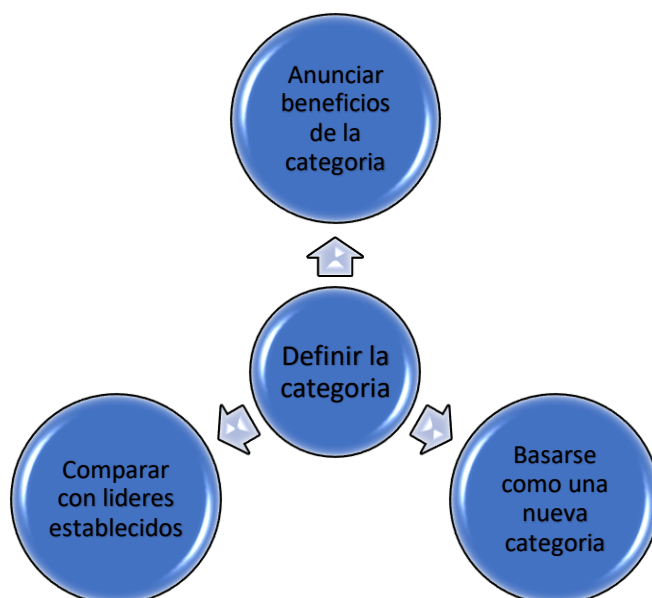 Anunciar
beneficios
de la
categoria
Definir la
categoria
Comparar
con lideres
establecidos
Basarse
como una
nueva
categoria